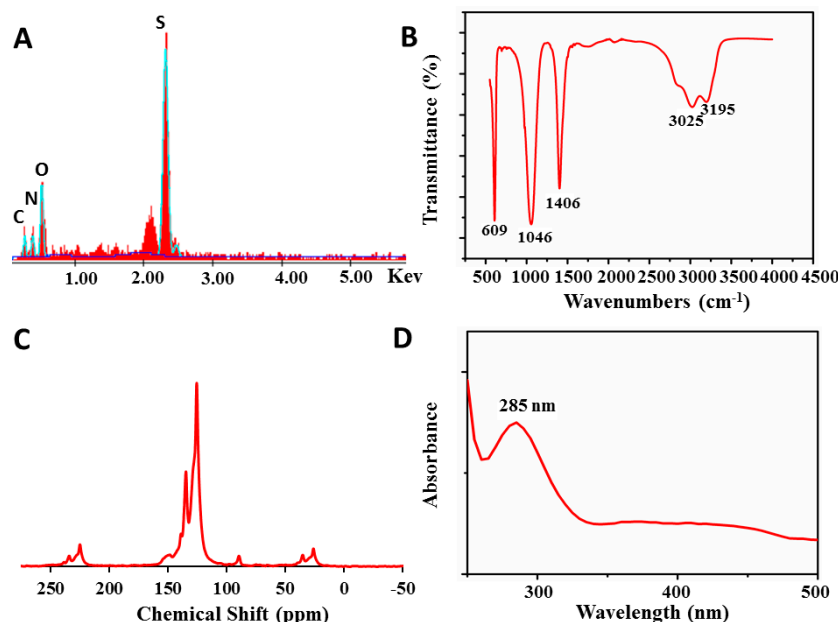 A
S
O
N
C
1.00
2.00
3.00
4.00
5.00
Kev
B
Transmittance (%)
3195
3025
1406
609
1046
500
1000
1500
2000
2500
3000
3500
4000
4500
Wavenumbers (cm⁻¹)
C
250
200
150
100
50
0
-50
Chemical Shift (ppm)
D
285 nm
Absorbance
300
400
500
Wavelength (nm)